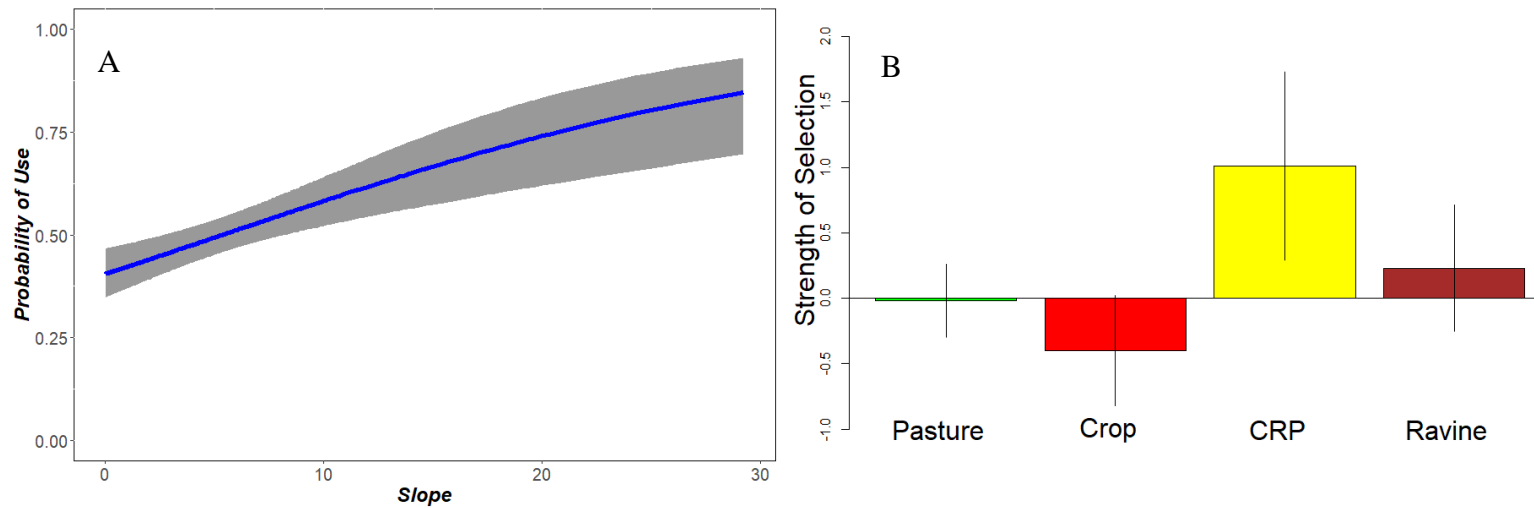 A
Probability of Use
1.00
0.75
0.50
0.25
0.00
0
10
20
30
Slope
B
Strength of Selection
2.0
1.5
1.0
0.5
0.0
-0.5
-1.0
Pasture
Crop
CRP
Ravine